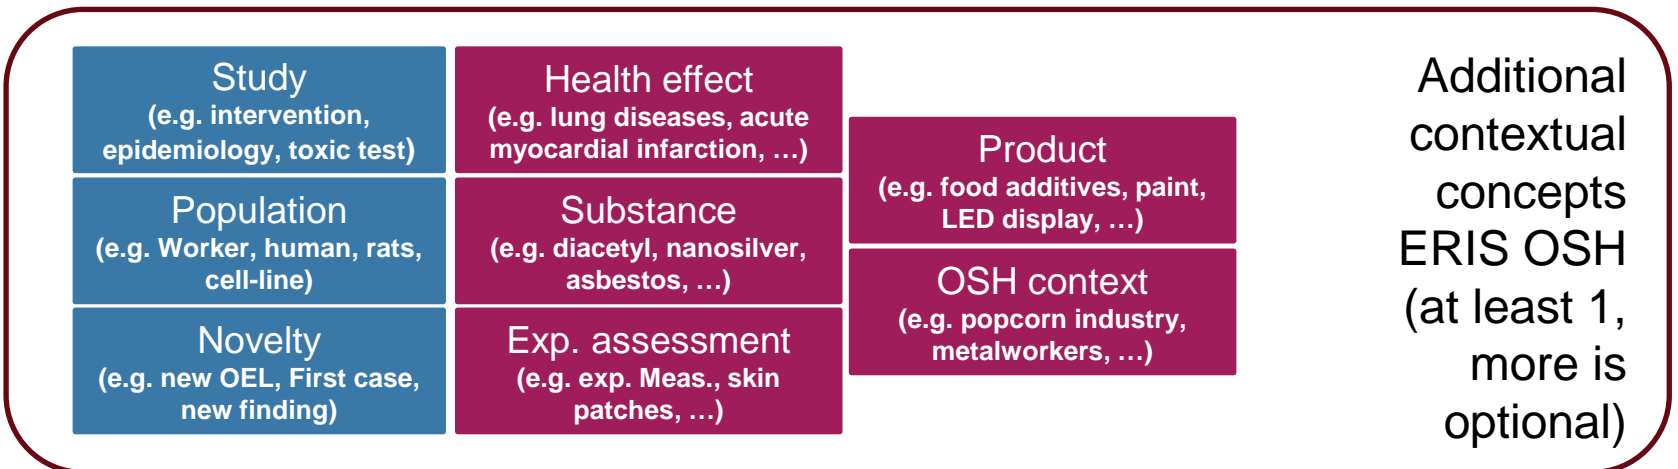 Study
(e.g. intervention,
epidemiology, toxic test)
Population
(e.g. Worker, human, rats,
cell-line)
Novelty
(e.g. new OEL, First case,
new finding)
Health effect
(e.g. lung diseases, acute
myocardial infarction, …)
Substance
(e.g. diacetyl, nanosilver,
asbestos, …)
Exp. assessment
(e.g. exp. Meas., skin
patches, …)
Product
(e.g. food additives, paint,
LED display, …)
OSH context
(e.g. popcorn industry,
metalworkers, …)
Additional
contextual
concepts
ERIS OSH
(at least 1,
more is
optional)